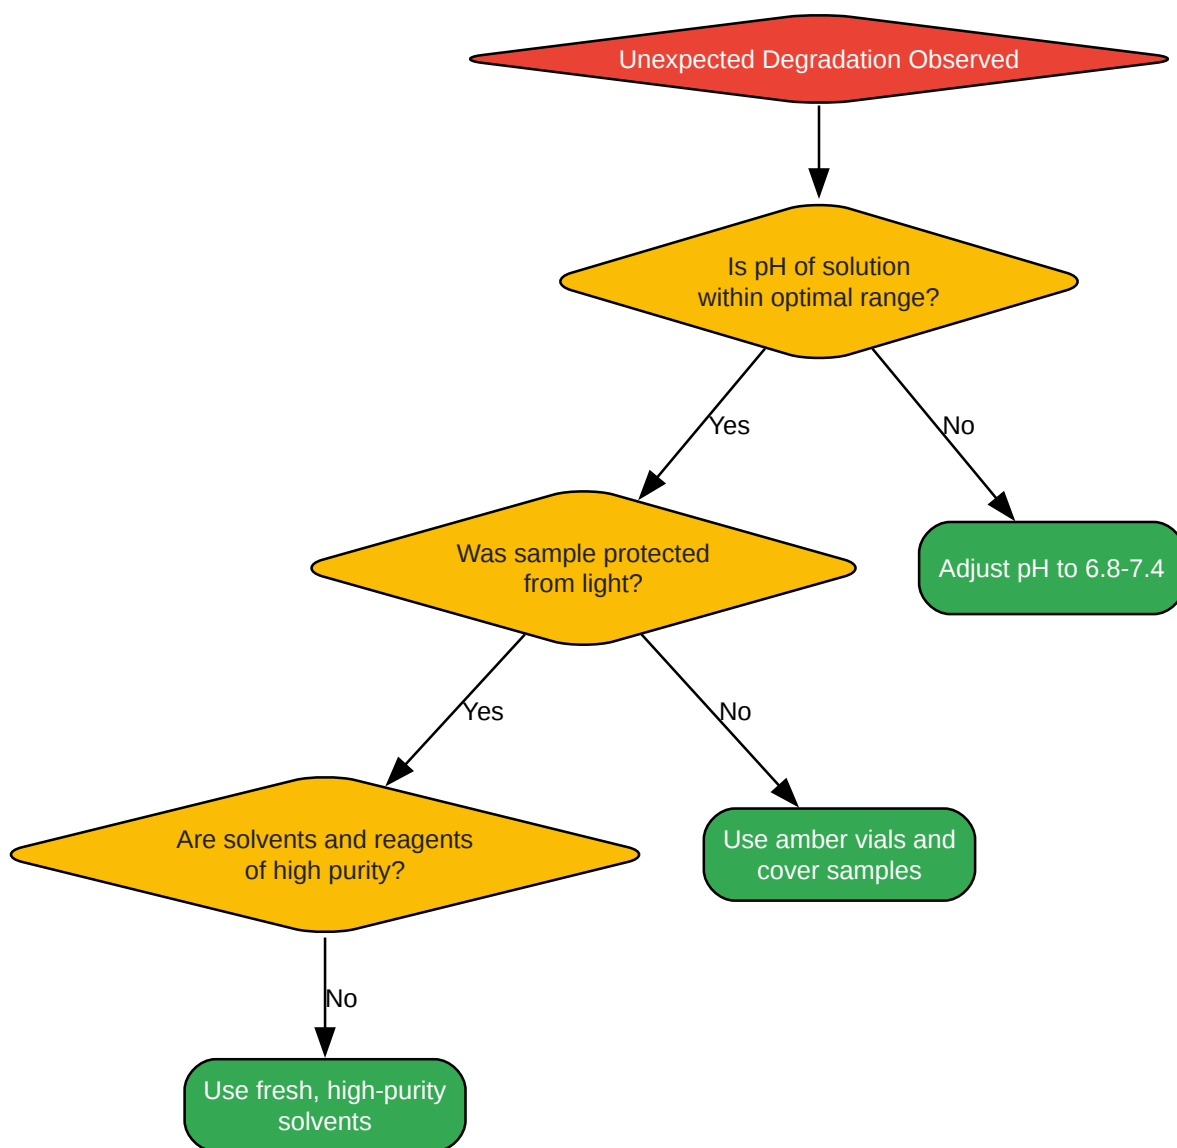 Unexpected Degradation Observed
Is pH of solution
within optimal range?
Yes
No
Was sample protected
from light?
Adjust pH to 6.8-7.4
Yes
No
Are solvents and reagents
of high purity?
Use amber vials and
cover samples
No
Use fresh, high-purity
solvents